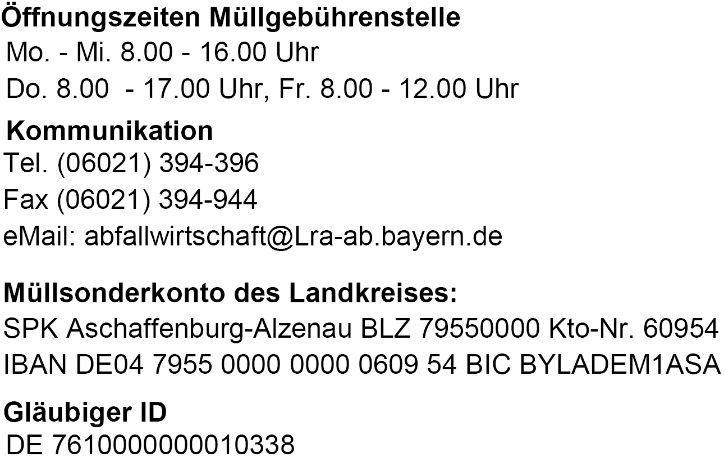 Öffnungszeiten Müllgebührenstelle
Mo. - Mi. 8.00 - 16.00 Uhr
Do. 8.00 - 17.00 Uhr, Fr. 8.00 - 12.00 Uhr
Kommunikation
Tel. (06021) 394-396
Fax (06021) 394-944
eMail: abfallwirtschaft@Lra-ab.bayern.de
Müllsonderkonto des Landkreises:
SPK Aschaffenburg-Alzenau BLZ 79550000 Kto-Nr. 60954
IBAN DE04 7955 0000 0000 0609 54 BIC BYLADEM1ASA
Gläubiger ID
DE 7610000000010338